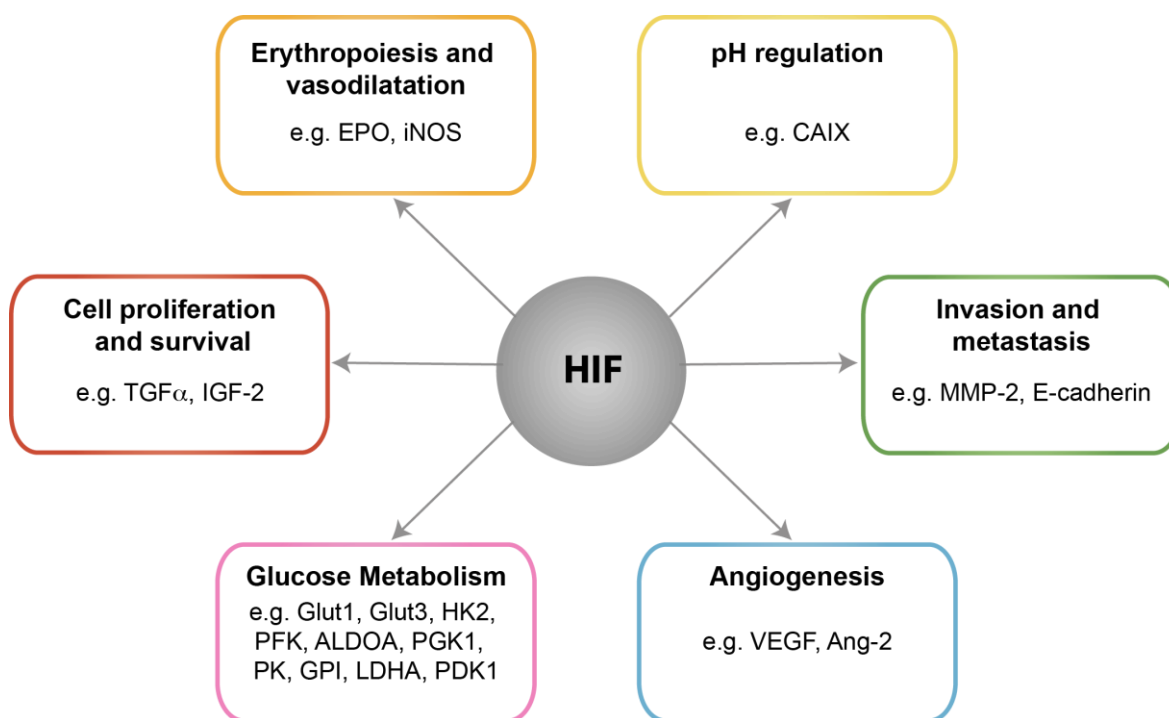 Erythropoiesis and
vasodilatation
e.g. EPO, iNOS
pH regulation
e.g. CAIX
Cell proliferation
and survival
e.g. TGFα, IGF-2
HIF
Invasion and
metastasis
e.g. MMP-2, E-cadherin
Glucose Metabolism
e.g. Glut1, Glut3, HK2,
PFK, ALDOA, PGK1,
PK, GPI, LDHA, PDK1
Angiogenesis
e.g. VEGF, Ang-2